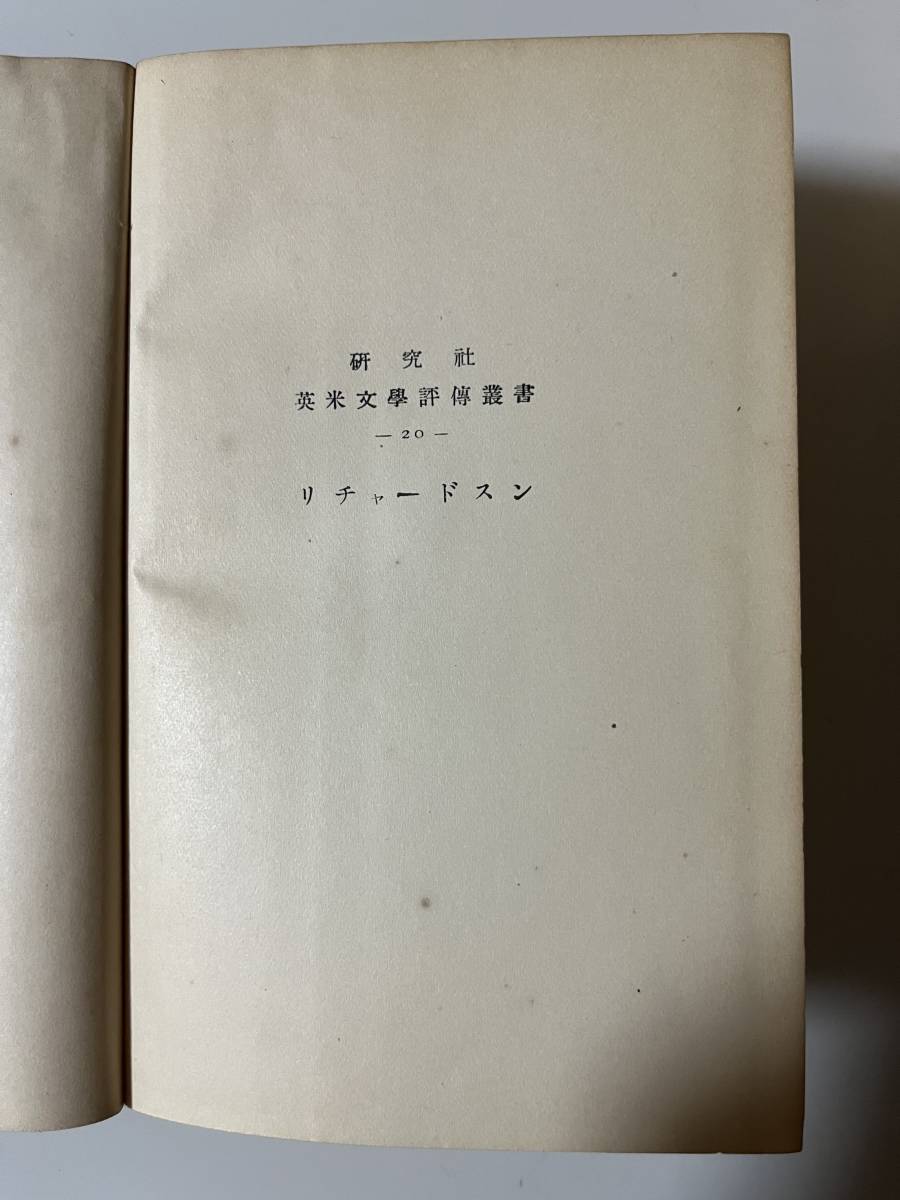 研究社
英米文學評傳叢書
— 20 —
リチャードスン